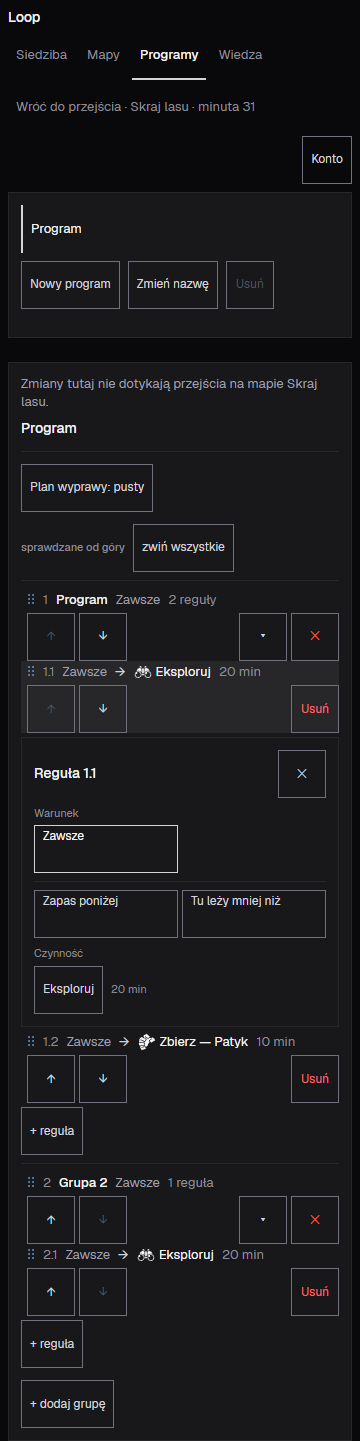 Loop
Siedziba Mapy Programy Wiedza
Wróć do przejścia · Skraj lasu · minuta 31
Konto
Program
Nowy program Zmień nazwę Usuń
Zmiany tutaj nie dotykają przejścia na mapie Skraj
lasu.
Program
Plan wyprawy: pusty
sprawdzane od góry zwiń wszystkie
1 Program Zawsze 2 reguły
↑ ↓ ▾ ×
1.1 Zawsze → Eksploruj 20 min
↑ ↓ Usuń
Reguła 1.1 ×
Warunek
Zawsze
Zapas poniżej Tu leży mniej niż
Czynność
Eksploruj 20 min
1.2 Zawsze → Zbierz — Patyk 10 min
↑ ↓ Usuń
+ reguła
2 Grupa 2 Zawsze 1 reguła
↑ ↓ ▾ ×
2.1 Zawsze → Eksploruj 20 min
↑ ↓ Usuń
+ reguła
+ dodaj grupę